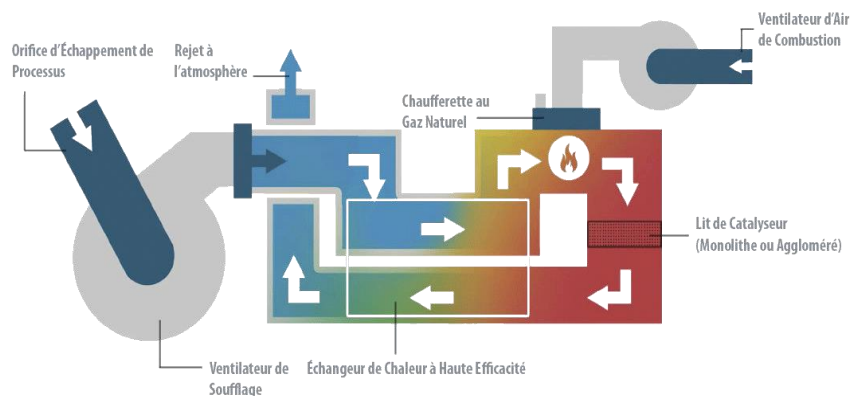 Orifice d'Échappement de
Processus
Rejet à
l'atmosphère
Chaufferette au
Gaz Naturel
Ventilateur d'Air
de Combustion
Lit de Catalyseur
(Monolithe ou Aggloméré)
Ventilateur de
Soufflage
Échangeur de Chaleur à Haute Efficacité